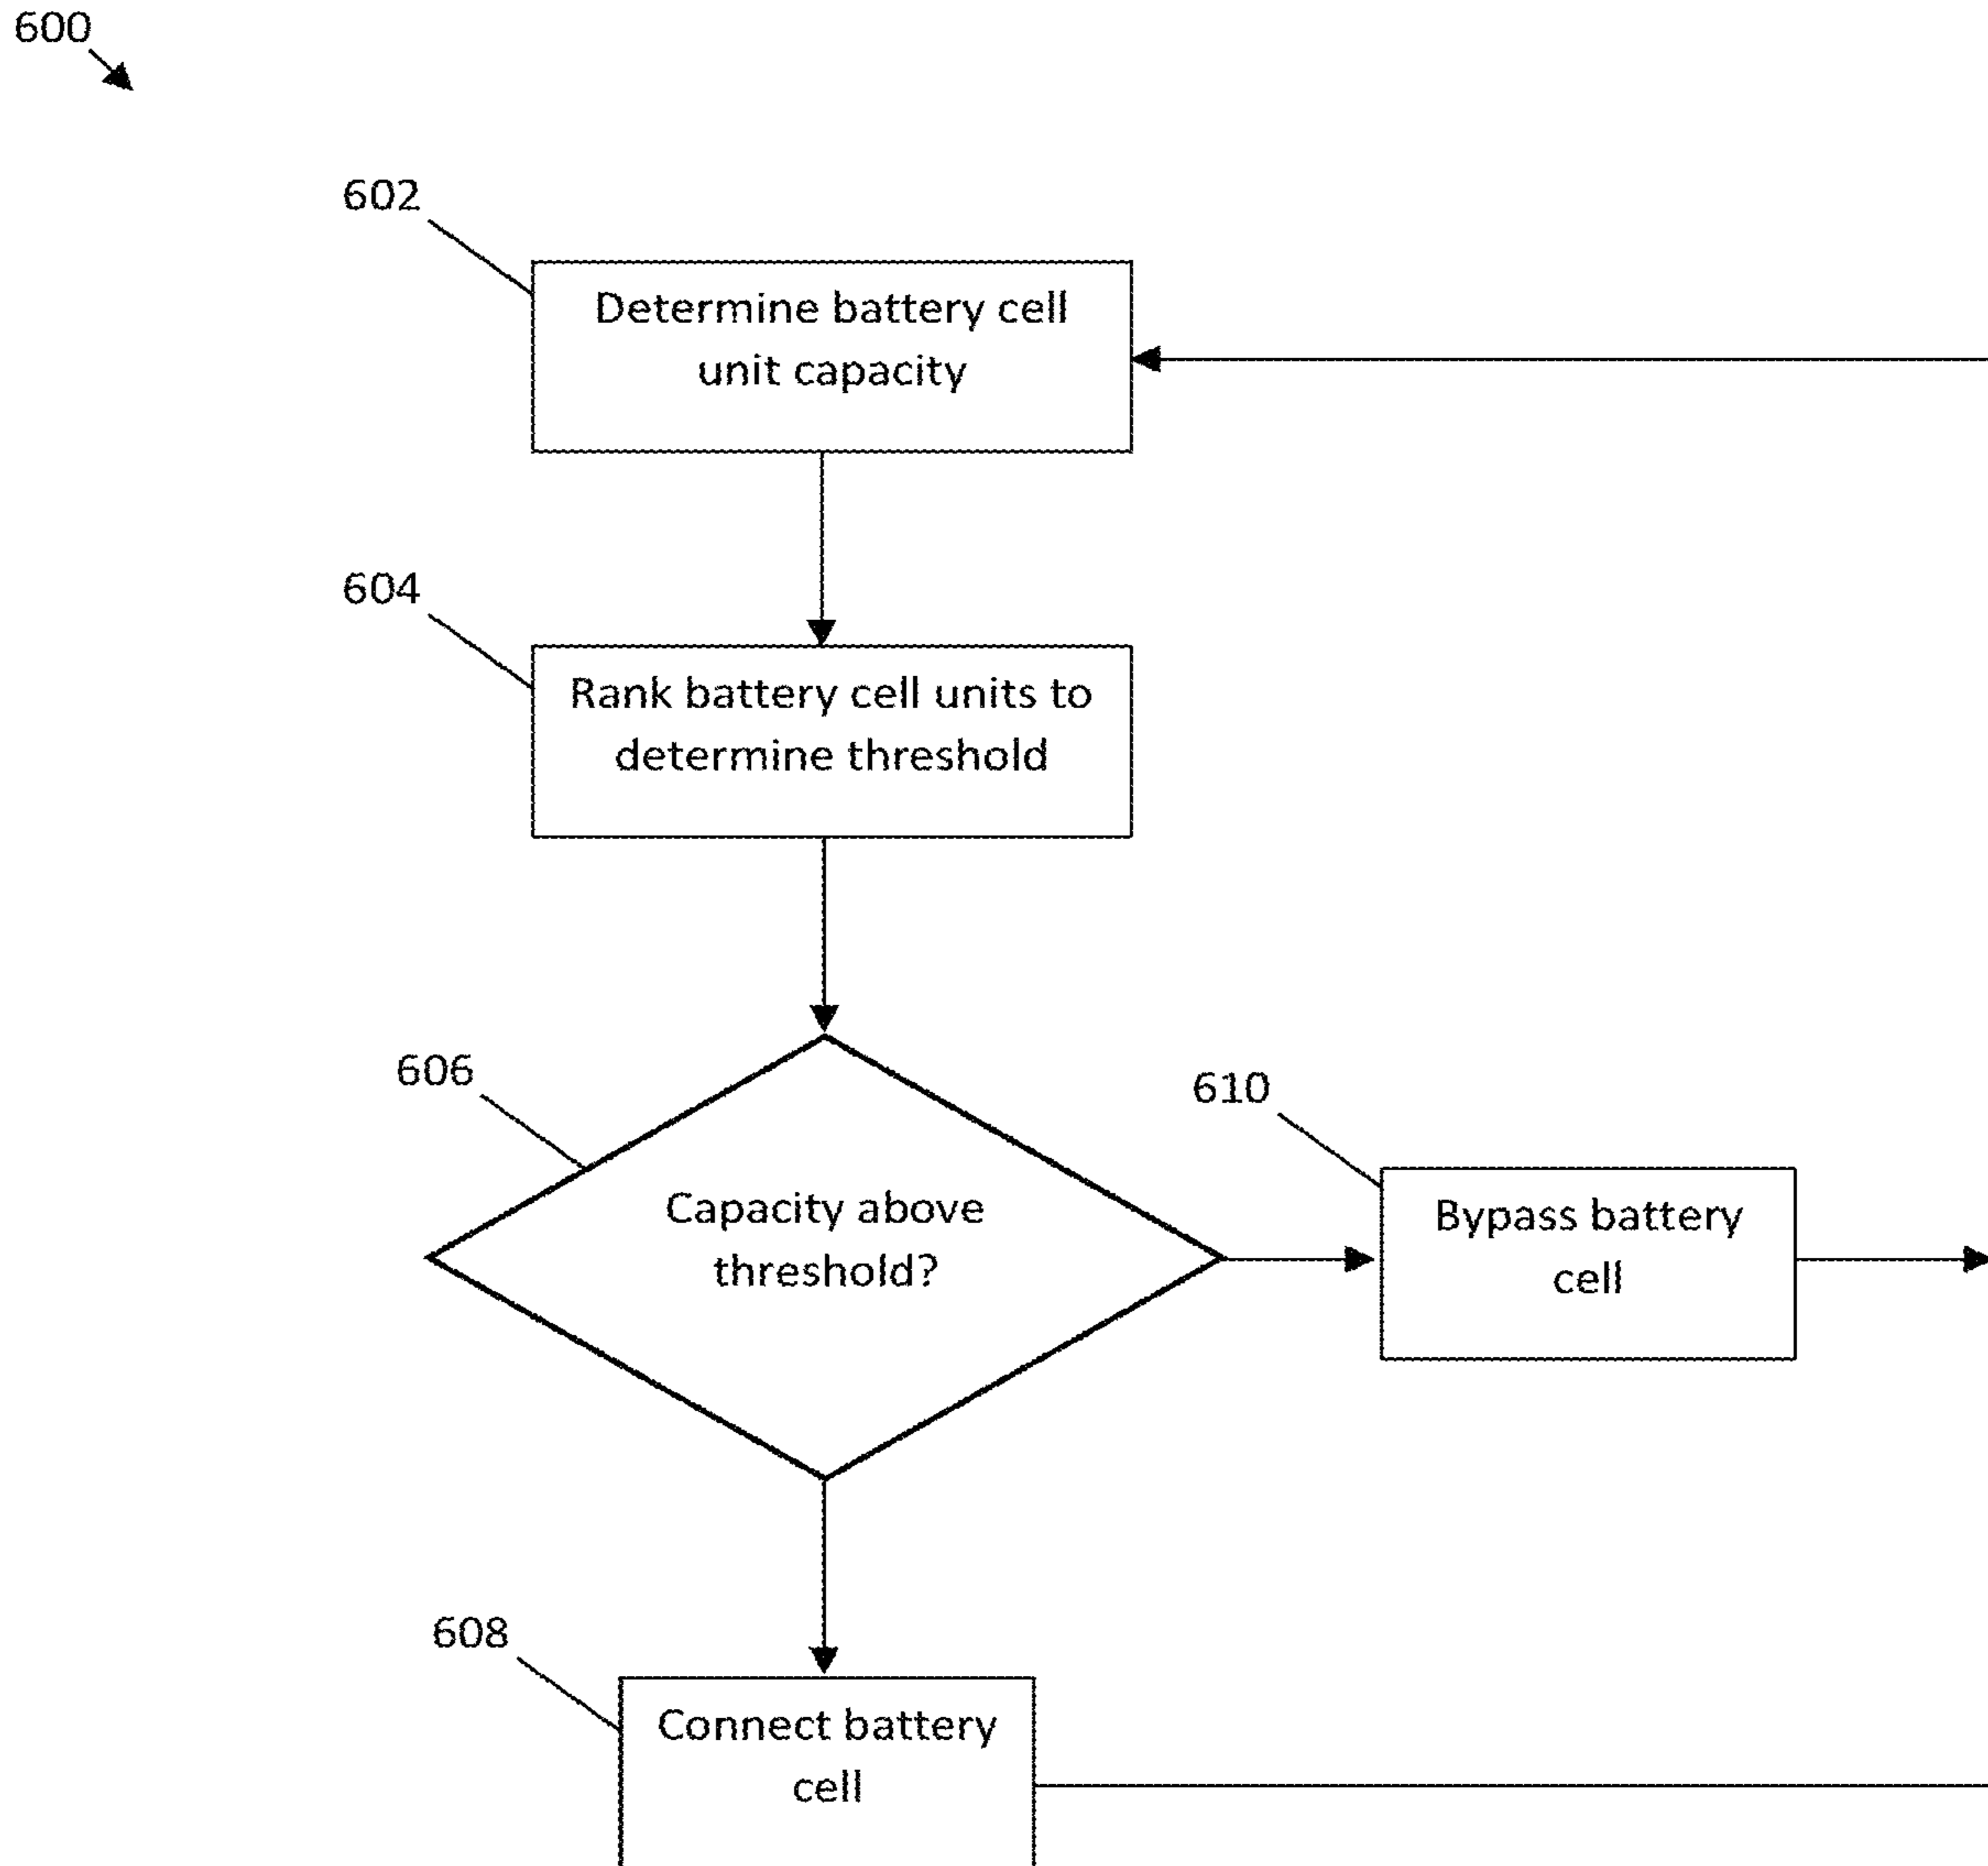 600
602
Determine battery cell
unit capacity
604
Rank battery cell units to
determine threshold
606
Capacity above
threshold?
610
Bypass battery
cell
608
Connect battery
cell